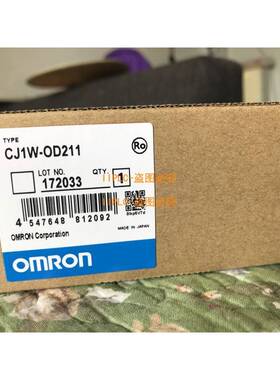 Ro
TYPE
CJ1W-OD211
LOT NO.
QTY
172033
1
4 547648 812092
OMRON Corporation
MADE IN JAPAN
OMRON